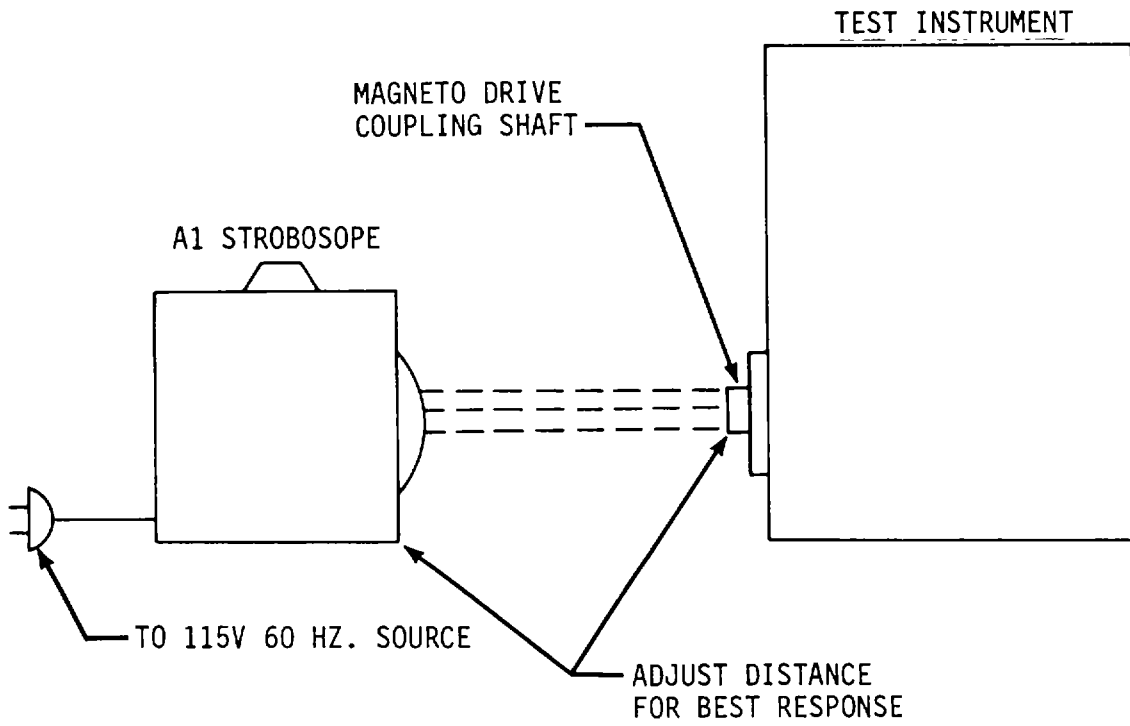 TEST INSTRUMENT
MAGNETO DRIVE
COUPLING SHAFT
A1 STROBOSOPE
TO 115V 60 HZ. SOURCE
ADJUST DISTANCE
FOR BEST RESPONSE